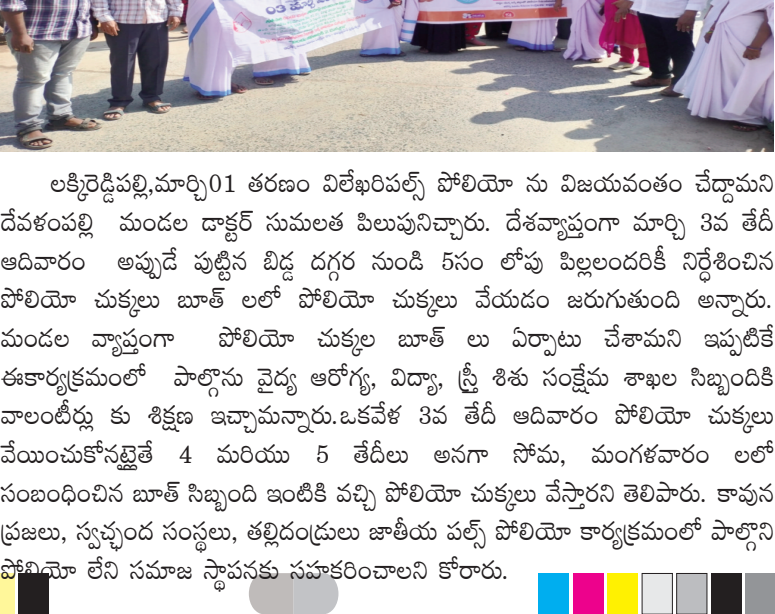 లక్కిరెడ్డిపల్లి,మార్చి01 తరణం విలేఖరిపల్స్ పోలియో ను విజయవంతం చేద్దామని
దేవళంపల్లి మండల డాక్టర్ సుమలత పిలుపునిచ్చారు. దేశవ్యాప్తంగా మార్చి 3వ తేదీ
ఆదివారం అప్పుడే పుట్టిన బిడ్డ దగ్గర నుండి 5సం లోపు పిల్లలందరికీ నిర్ధేశించిన
పోలియో చుక్కలు బూత్ లలో పోలియో చుక్కలు వేయడం జరుగుతుంది అన్నారు.
మండల వ్యాప్తంగా పోలియో చుక్కల బూత్ లు ఏర్పాటు చేశామని ఇప్పటికే
ఈకార్యక్రమంలో పాల్గొను వైద్య ఆరోగ్య, విద్యా, స్త్రీ శిశు సంక్షేమ శాఖల సిబ్బందికి
వాలంటీర్లు కు శిక్షణ ఇచ్చామన్నారు.ఒకవేళ 3వ తేదీ ఆదివారం పోలియో చుక్కలు
వేయించుకోనట్లైతే 4 మరియు 5 తేదీలు అనగా సోమ, మంగళవారం లలో
సంబంధించిన బూత్ సిబ్బంది ఇంటికి వచ్చి పోలియో చుక్కలు వేస్తారని తెలిపారు. కావున
ప్రజలు, స్వచ్ఛంద సంస్థలు, తల్లిదండ్రులు జాతీయ పల్స్ పోలియో కార్యక్రమంలో పాల్గొని
పోలియో లేని సమాజ స్థాపనకు సహకరించాలని కోరారు.